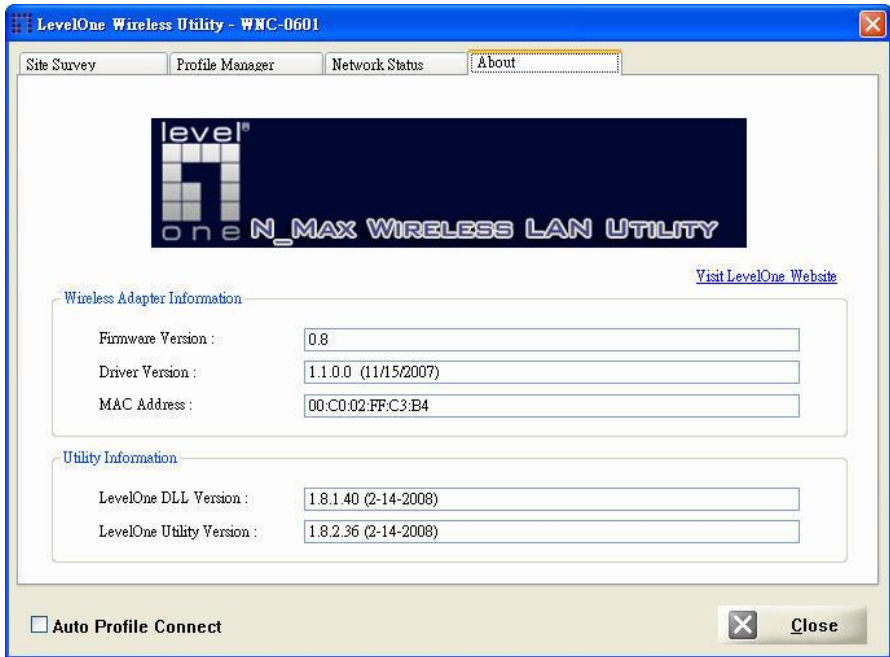 LevelOne Wireless Utility - WNC-0601
Site Survey
Profile Manager
Network Status
About
level®
one N_Max Wireless LAN Utility
Visit LevelOne Website
Wireless Adapter Information
Firmware Version :
0.8
Driver Version :
1.1.0.0 (11/15/2007)
MAC Address :
00:C0:02:FF:C3:B4
Utility Information
LevelOne DLL Version :
1.8.1.40 (2-14-2008)
LevelOne Utility Version :
1.8.2.36 (2-14-2008)
Auto Profile Connect
Close